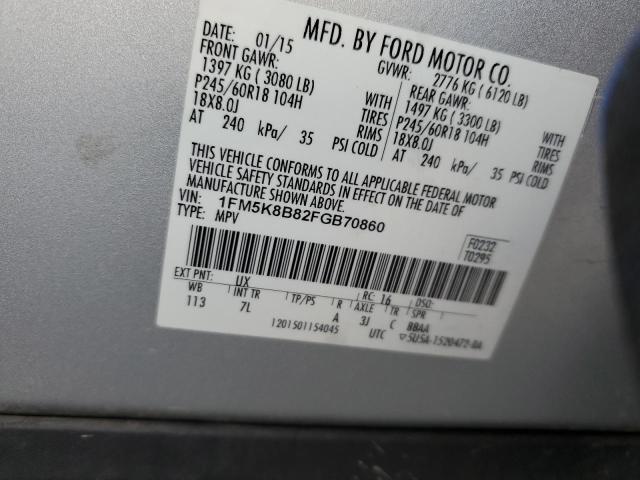 MFD. BY FORD MOTOR CO.
DATE: 01/15 GVWR: 2776 KG ( 6120 LB)
FRONT GAWR: REAR GAWR:
1397 KG ( 3080 LB) WITH 1497 KG ( 3300 LB) WITH
P245/60R18 104H TIRES P245/60R18 104H TIRES
18X8.0J RIMS 18X8.0J RIMS
AT 240 kPa/ 35 PSI COLD AT 240 kPa/ 35 PSI COLD
THIS VEHICLE CONFORMS TO ALL APPLICABLE FEDERAL MOTOR
VEHICLE SAFETY STANDARDS IN EFFECT ON THE DATE OF
MANUFACTURE SHOWN ABOVE.
VIN: 1FM5K8B82FGB70860
TYPE: MPV
F0232
T0295
EXT PNT: UX RC: 16 DSO:
WB INT TR TP/PS R AXLE TR SPR
113 7L A 3J C BBAA
1201501154045 UTC ▽5USA-1520472-0A